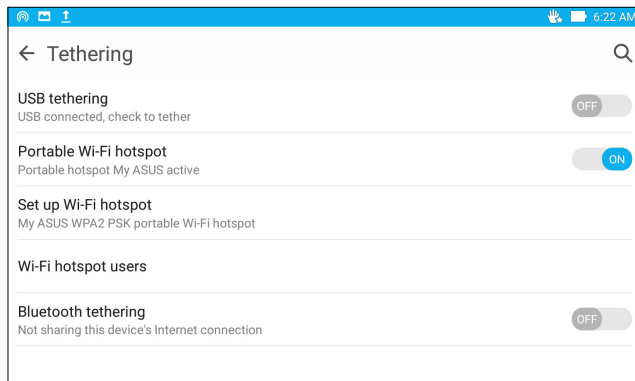 6:22 AM
Tethering
USB tethering
USB connected, check to tether
OFF
Portable Wi-Fi hotspot
Portable hotspot My ASUS active
ON
Set up Wi-Fi hotspot
My ASUS WPA2 PSK portable Wi-Fi hotspot
Wi-Fi hotspot users
Bluetooth tethering
Not sharing this device's Internet connection
OFF